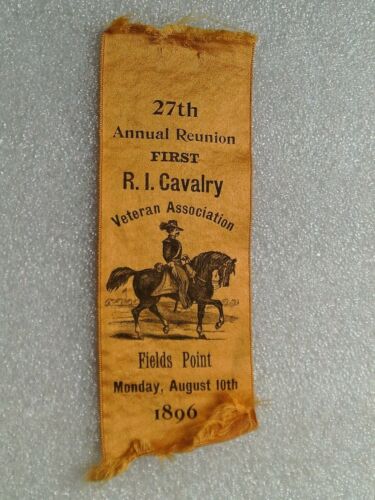 27th
Annual Reunion
FIRST
R. I. Cavalry
Veteran Association
Fields Point
Monday, August 10th
1896